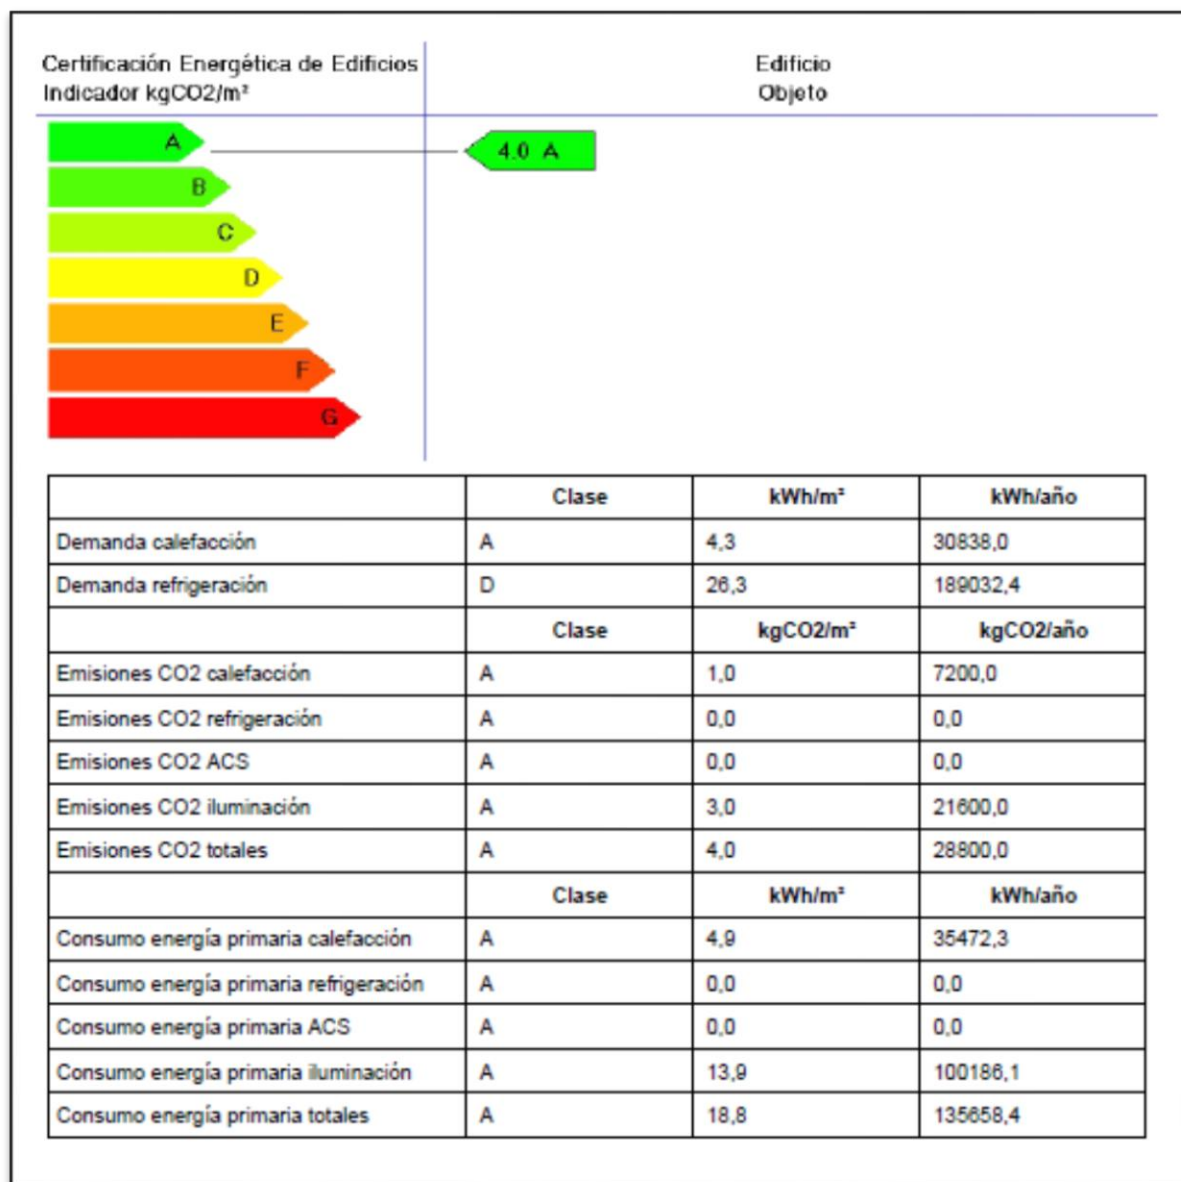 Certificación Energética de Edificios
Indicador kgCO2/m²
Edificio
Objeto
A
4.0 A
B
C
D
E
F
G
Clase kWh/m² kWh/año
Demanda calefacción A 4,3 30838,0
Demanda refrigeración D 26,3 189032,4
Clase kgCO2/m² kgCO2/año
Emisiones CO2 calefacción A 1,0 7200,0
Emisiones CO2 refrigeración A 0,0 0,0
Emisiones CO2 ACS A 0,0 0,0
Emisiones CO2 iluminación A 3,0 21600,0
Emisiones CO2 totales A 4,0 28800,0
Clase kWh/m² kWh/año
Consumo energía primaria calefacción A 4,9 35472,3
Consumo energía primaria refrigeración A 0,0 0,0
Consumo energía primaria ACS A 0,0 0,0
Consumo energía primaria iluminación A 13,9 100186,1
Consumo energía primaria totales A 18,8 135658,4